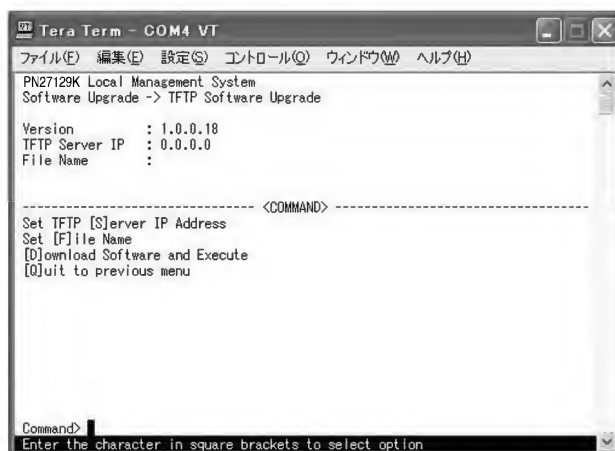 Tera Term - COM4 VT
ファイル(F) 編集(E) 設定(S) コントロール(O) ウィンドウ(W) ヘルプ(H)
PN27129K Local Management System
Software Upgrade -> TFTP Software Upgrade
Version : 1.0.0.18
TFTP Server IP : 0.0.0.0
File Name :
------------------------------- <COMMAND> ----------------------------------
Set TFTP [S]erver IP Address
Set [F]ile Name
[D]ownload Software and Execute
[Q]uit to previous menu
Command>
Enter the character in square brackets to select option